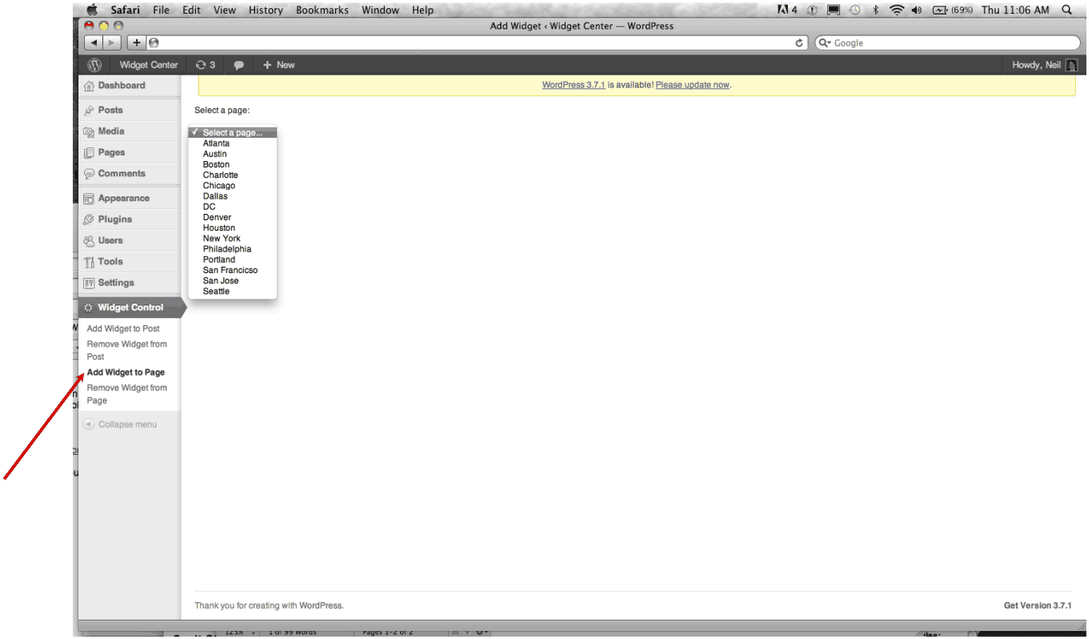 Safari File Edit View History Bookmarks Window Help 4 (69%) Thu 11:06 AM
Add Widget ‹ Widget Center — WordPress
Google
Widget Center 3 + New Howdy, Neil
WordPress 3.7.1 is available! Please update now.
Dashboard
Posts
Media
Pages
Comments
Appearance
Plugins
Users
Tools
Settings
Widget Control
Add Widget to Post
Remove Widget from
Post
Add Widget to Page
Remove Widget from
Page
Collapse menu
Select a page:
✓ Select a page...
Atlanta
Austin
Boston
Charlotte
Chicago
Dallas
DC
Denver
Houston
New York
Philadelphia
Portland
San Francicso
San Jose
Seattle
Thank you for creating with WordPress. Get Version 3.7.1
125% 1 of 99 Words Pages 1-2 of 2